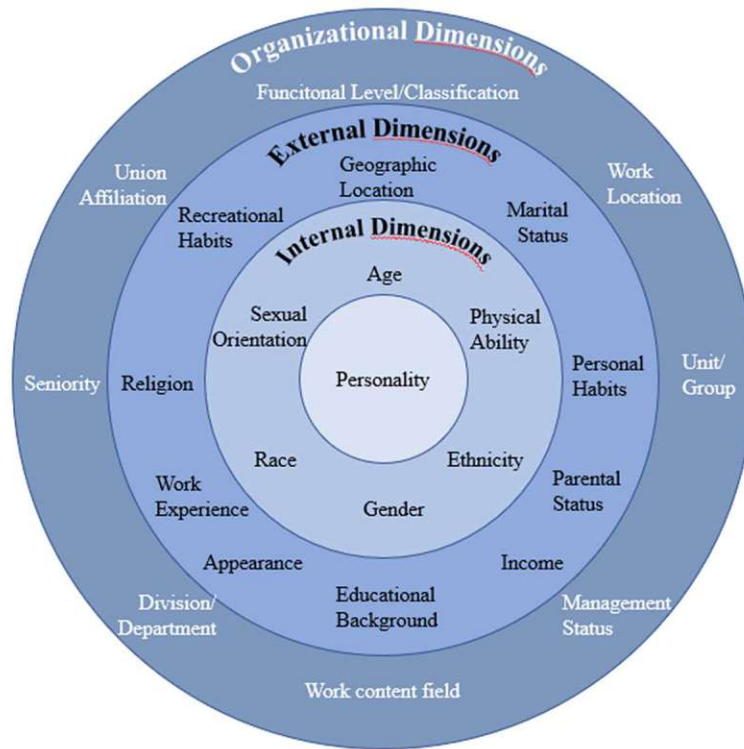 Organizational Dimensions
Funcitonal Level/Classification
Union
Affiliation
Work
Location
External Dimensions
Geographic
Location
Recreational
Habits
Marital
Status
Internal Dimensions
Age
Sexual
Orientation
Physical
Ability
Seniority
Religion
Personality
Personal
Habits
Unit/
Group
Race
Ethnicity
Work
Experience
Gender
Parental
Status
Appearance
Income
Division/
Department
Educational
Background
Management
Status
Work content field